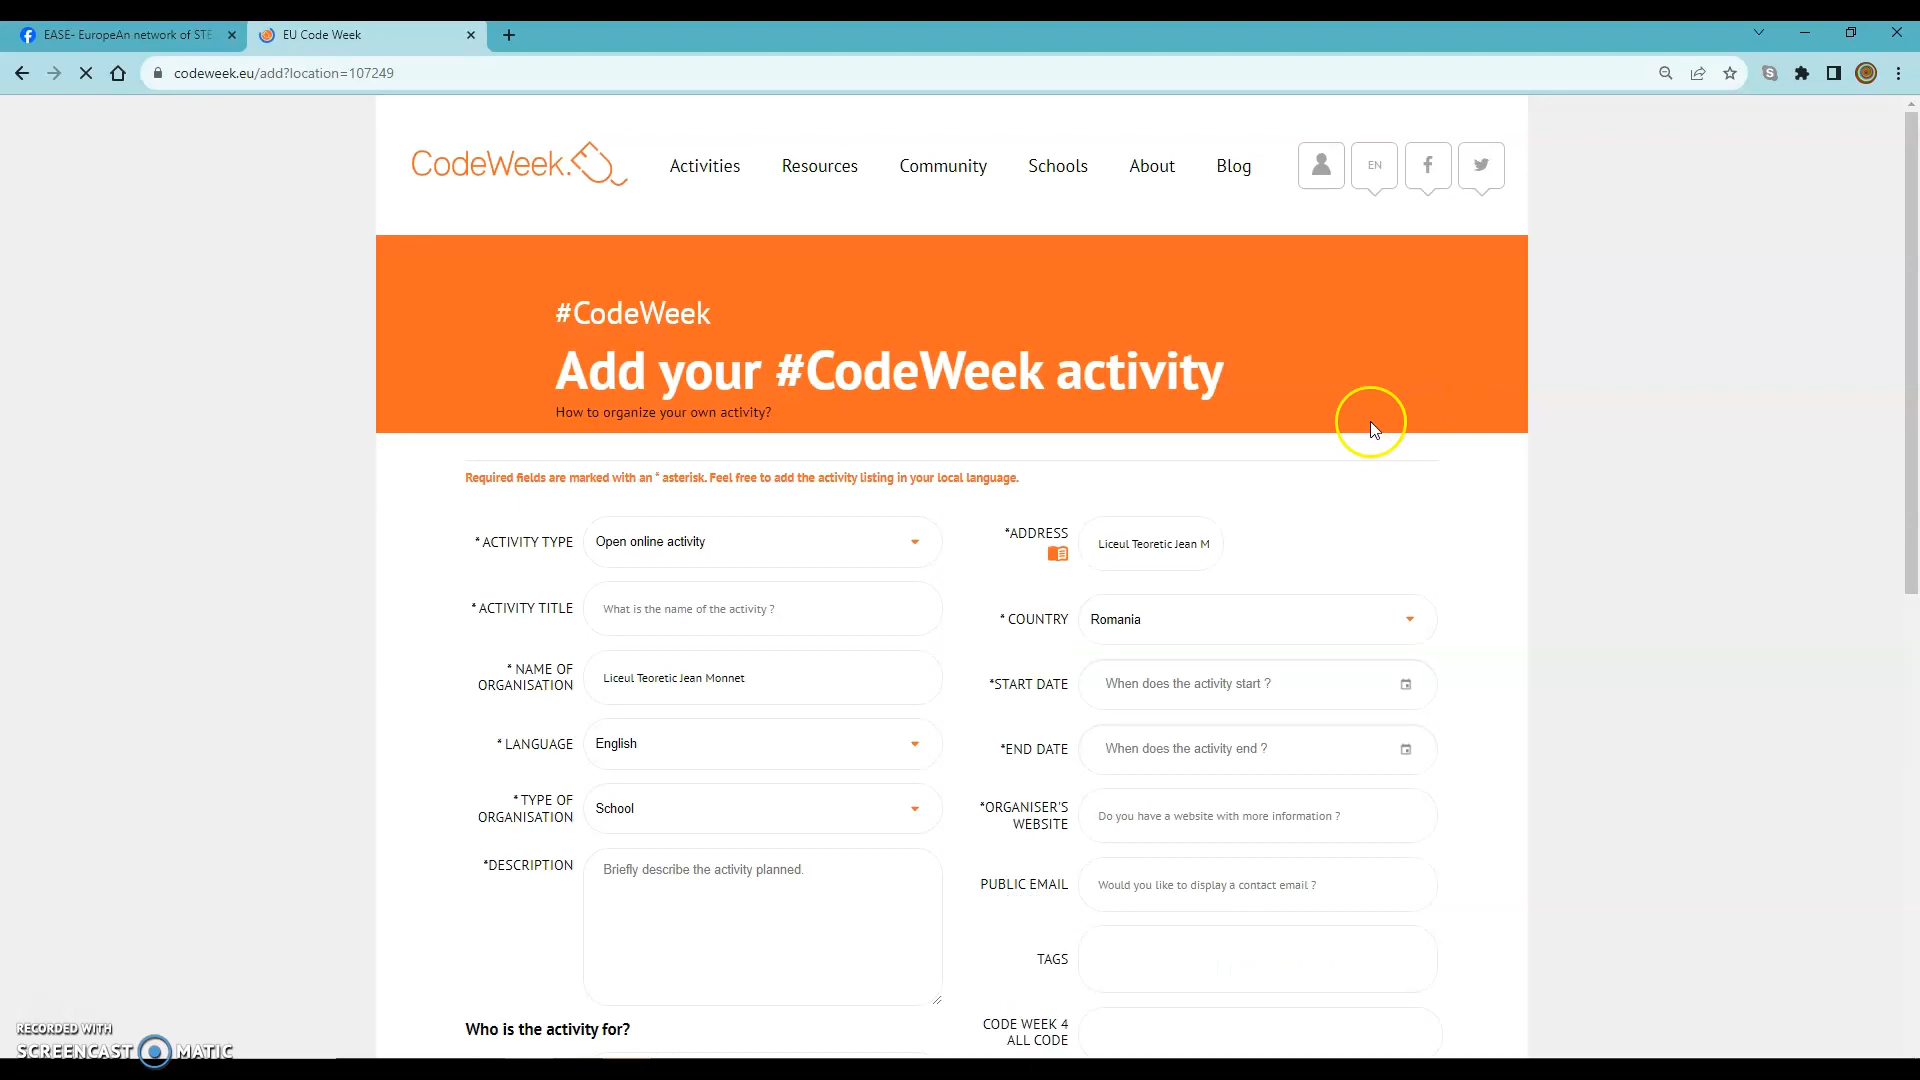 EASE- EuropeAn network of STE
EU Code Week
codeweek.eu/add?location=107249
CodeWeek.
Activities
Resources
Community
Schools
About
Blog
EN
#CodeWeek
Add your #CodeWeek activity
How to organize your own activity?
Required fields are marked with an * asterisk. Feel free to add the activity listing in your local language.
* ACTIVITY TYPE
Open online activity
* ACTIVITY TITLE
What is the name of the activity ?
* NAME OF
ORGANISATION
Liceul Teoretic Jean Monnet
* LANGUAGE
English
* TYPE OF
ORGANISATION
School
*DESCRIPTION
Briefly describe the activity planned.
Who is the activity for?
*ADDRESS
Liceul Teoretic Jean M
* COUNTRY
Romania
*START DATE
When does the activity start ?
*END DATE
When does the activity end ?
*ORGANISER'S
WEBSITE
Do you have a website with more information ?
PUBLIC EMAIL
Would you like to display a contact email ?
TAGS
CODE WEEK 4
ALL CODE
RECORDED WITH
SCREENCAST MATIC